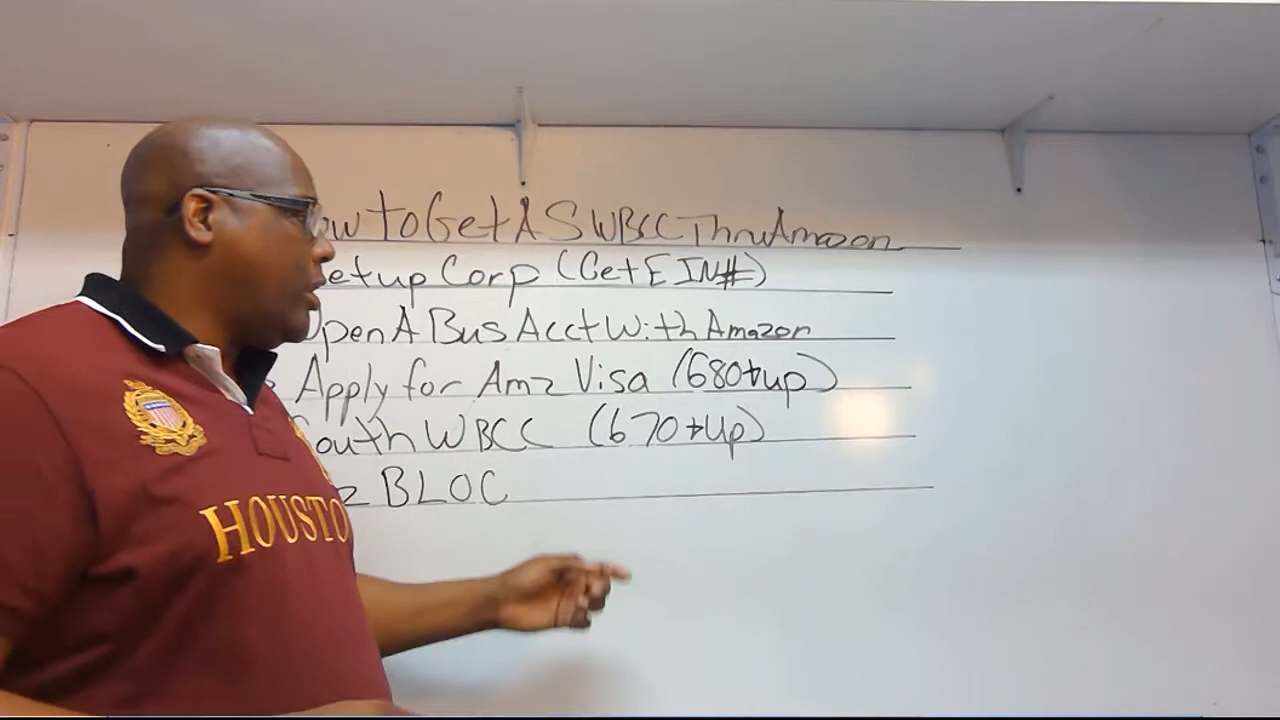 ow To Get A SWBCC Thru Amazon
etup Corp (Get EIN#)
Open A Bus Acct With Amazon
Apply for Amz Visa (680+up)
South WBCC (670+Up)
z BLOC
HOUSTO